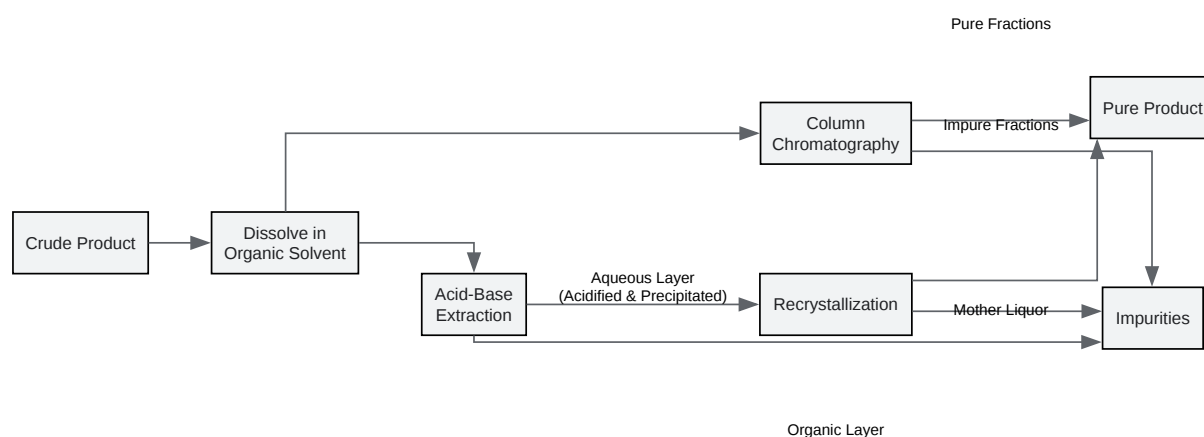 Pure Fractions
Pure Product
Column
Chromatography
Impure Fractions
Crude Product
Dissolve in
Organic Solvent
Acid-Base
Extraction
Aqueous Layer
(Acidified & Precipitated)
Recrystallization
Mother Liquor
Impurities
Organic Layer